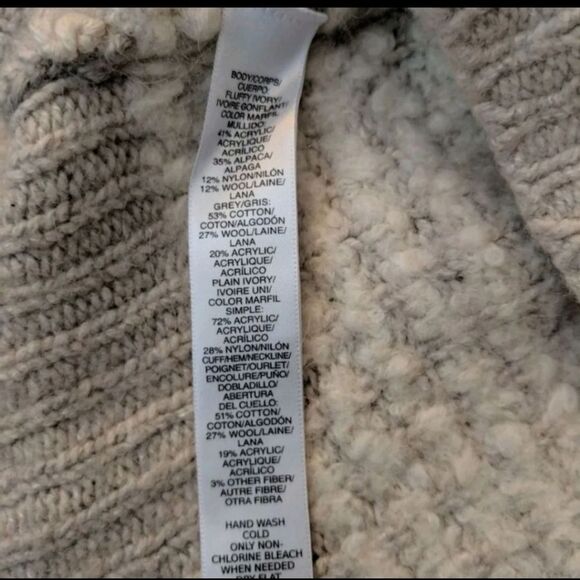 BODY/CORPS/
CUERPO:
FLUFFY IVORY/
IVOIRE GONFLANT/
COLOR MARFIL
MULLIDO:
41% ACRYLIC/
ACRYLIQUE/
ACRÍLICO
35% ALPACA/
ALPAGA
12% NYLON/NILÓN
12% WOOL/LAINE/
LANA
GREY/GRIS:
53% COTTON/
COTON/ALGODÓN
27% WOOL/LAINE/
LANA
20% ACRYLIC/
ACRYLIQUE/
ACRÍLICO
PLAIN IVORY/
IVOIRE UNI/
COLOR MARFIL
SIMPLE:
72% ACRYLIC/
ACRYLIQUE/
ACRÍLICO
28% NYLON/NILÓN
CUFF/HEM/NECKLINE/
POIGNET/OURLET/
ENCOLURE/PUÑO/
DOBLADILLO/
ABERTURA
DEL CUELLO:
51% COTTON/
COTON/ALGODÓN
27% WOOL/LAINE/
LANA
19% ACRYLIC/
ACRYLIQUE/
ACRÍLICO
3% OTHER FIBER/
AUTRE FIBRE/
OTRA FIBRA
HAND WASH
COLD
ONLY NON-
CHLORINE BLEACH
WHEN NEEDED
DRY FLAT